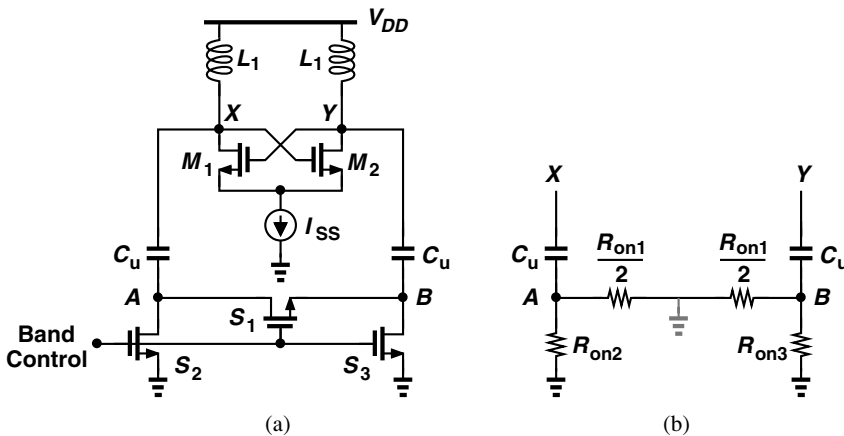 V_DD
L_1 L_1
X Y
M_1 M_2
I_SS
C_u C_u
A B
S_1
Band
Control
S_2 S_3
(a)
X Y
C_u C_u
R_on1 R_on1
2 2
A B
R_on2 R_on3
(b)